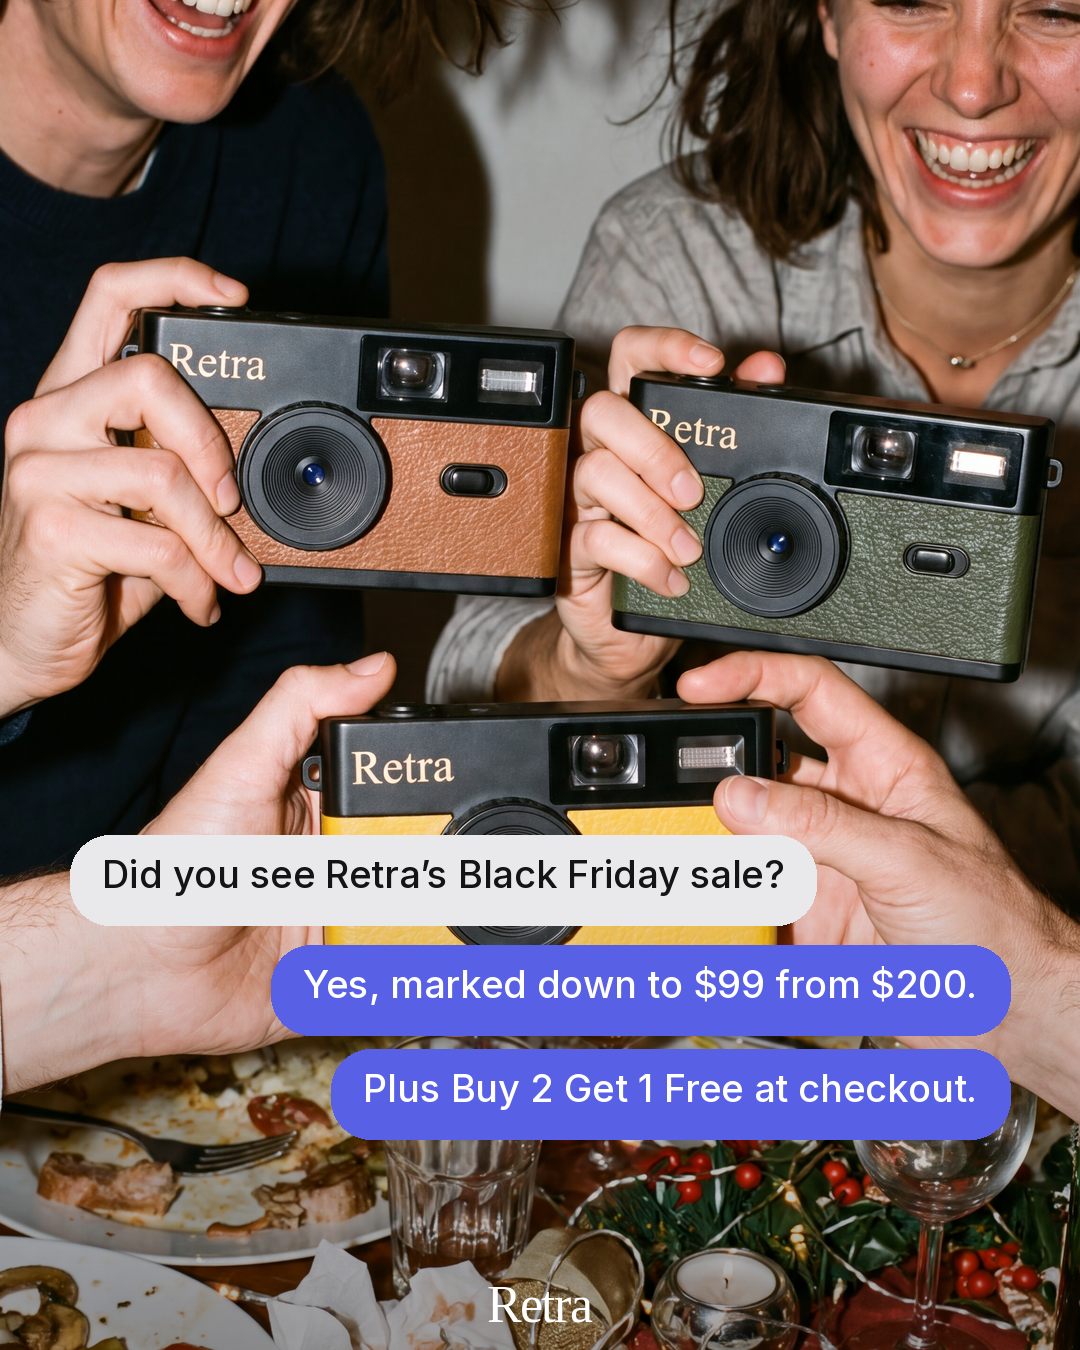 Retra
Retra
Retra
Did you see Retra’s Black Friday sale?
Yes, marked down to $99 from $200.
Plus Buy 2 Get 1 Free at checkout.
Retra